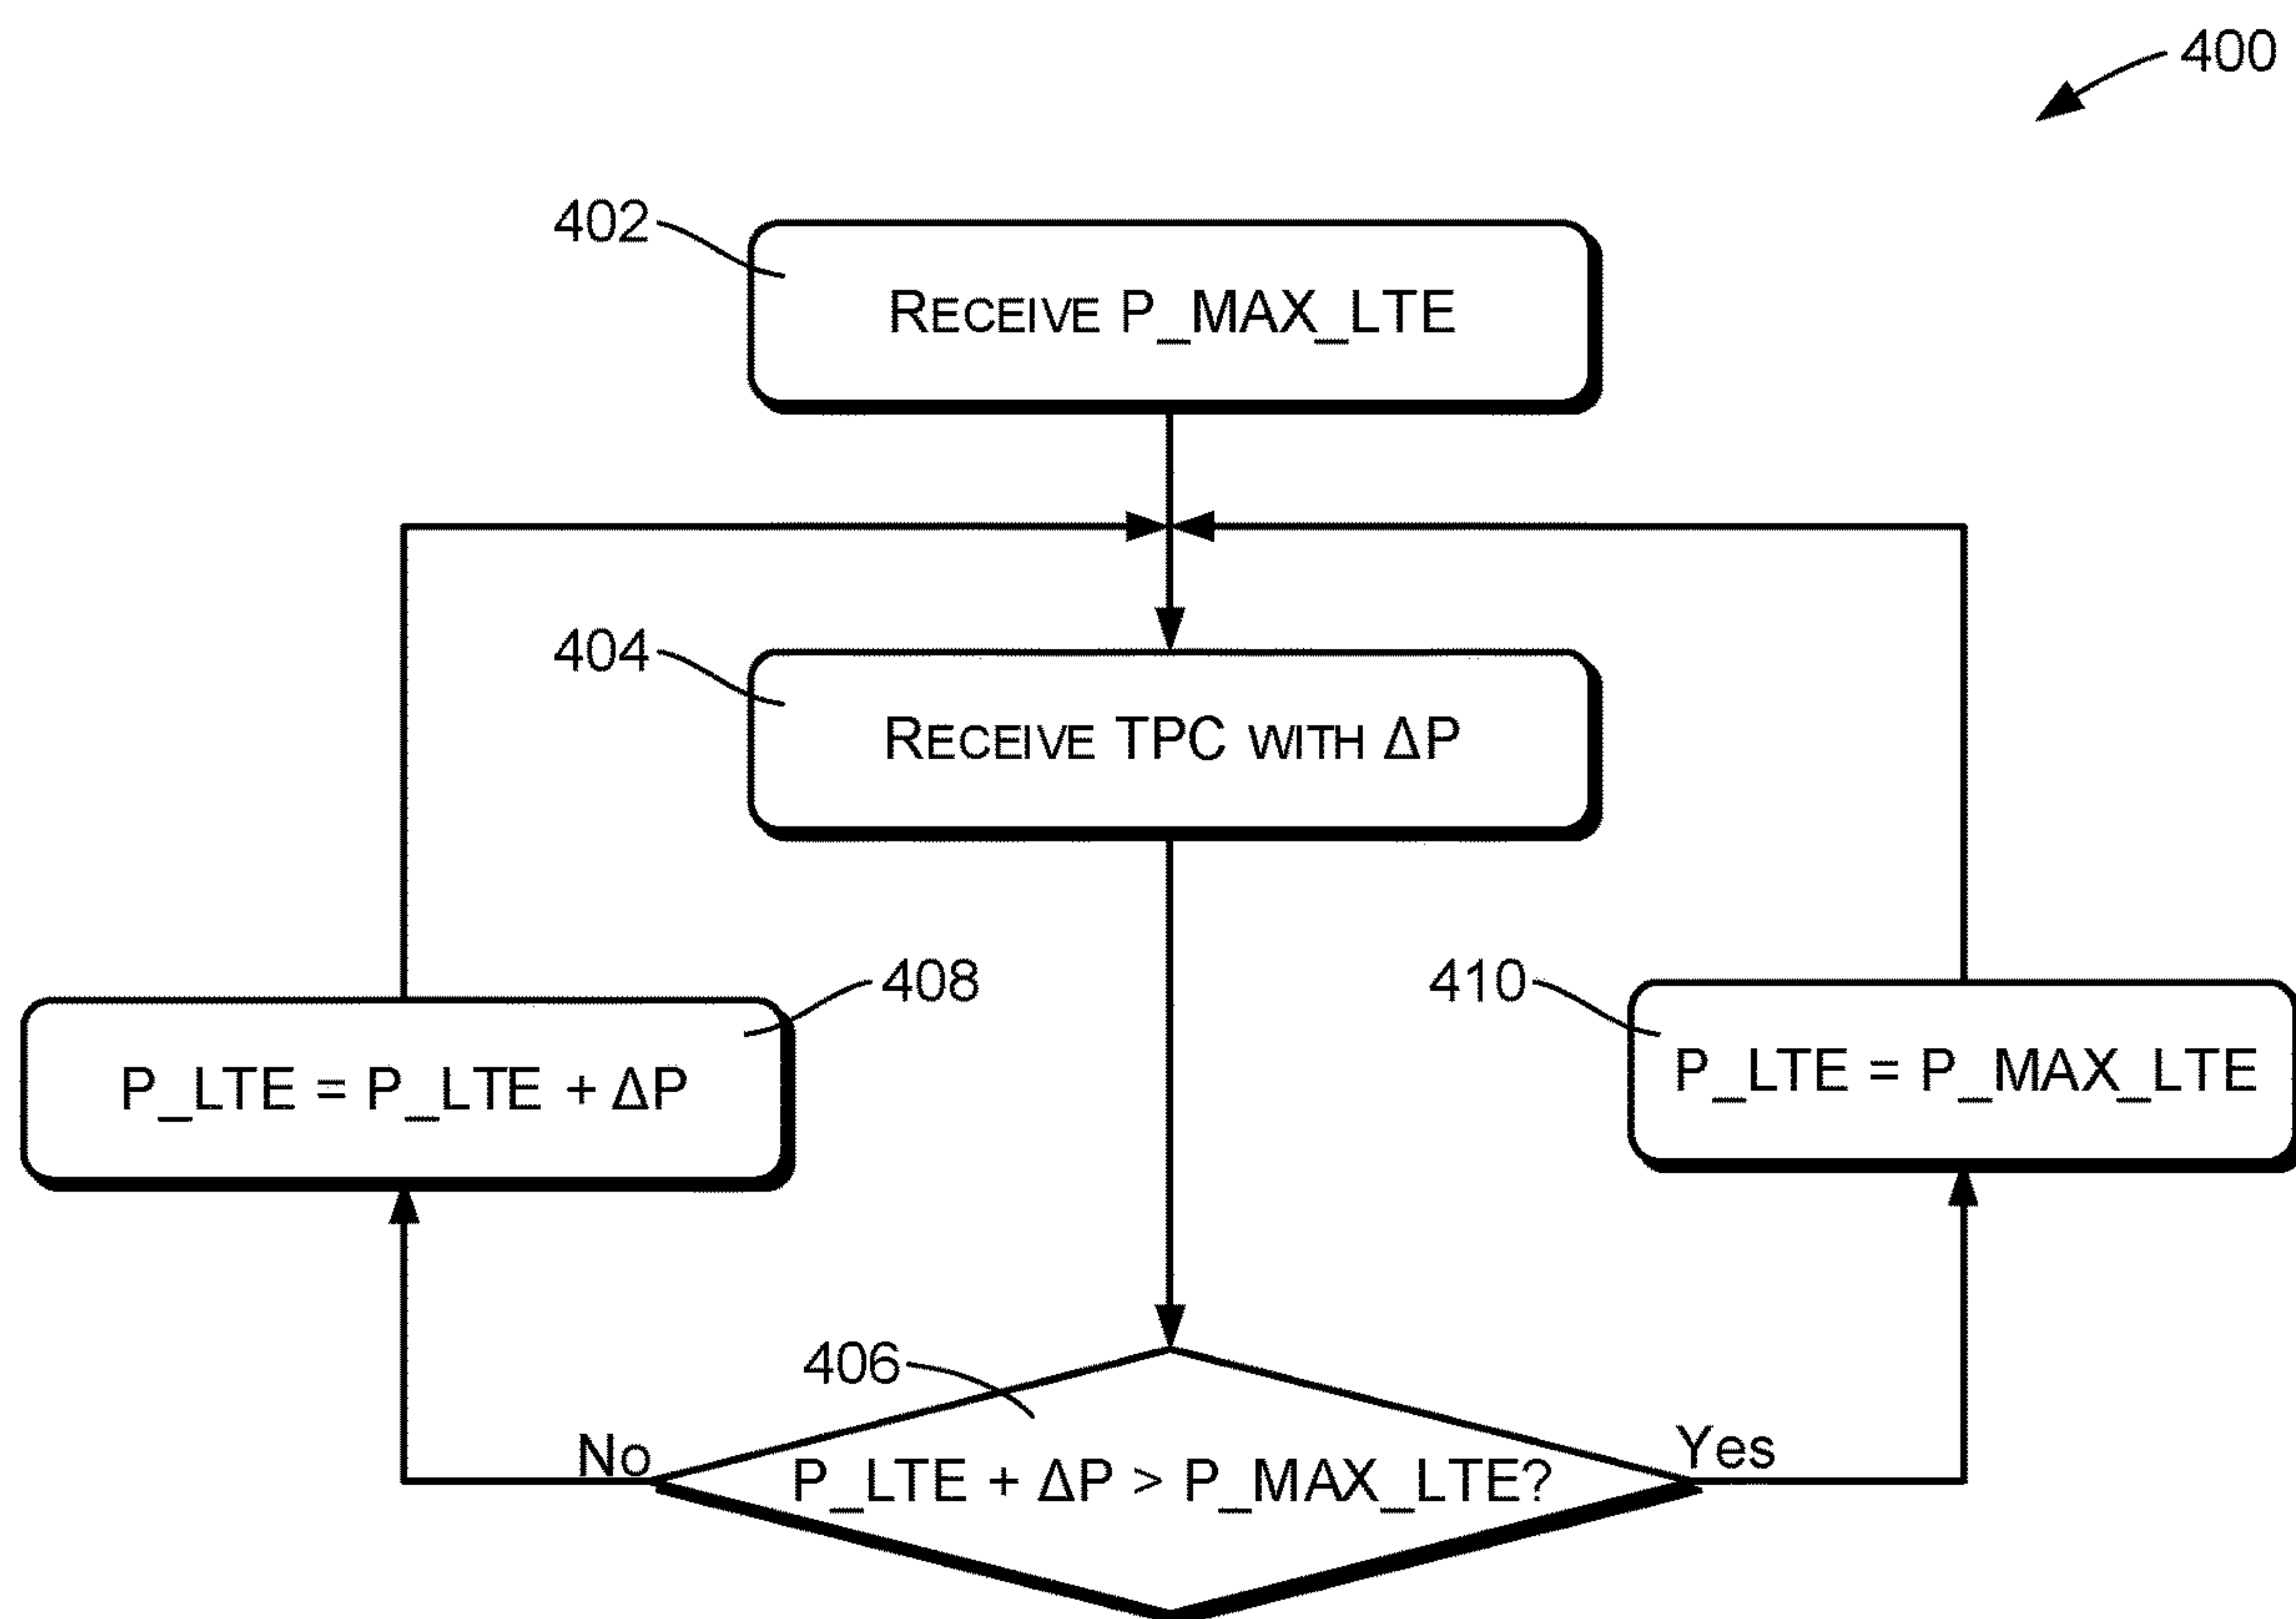 400
402
RECEIVE P_MAX_LTE
404
RECEIVE TPC WITH ΔP
408
P_LTE = P_LTE + ΔP
410
P_LTE = P_MAX_LTE
406
No
P_LTE + ΔP > P_MAX_LTE?
Yes